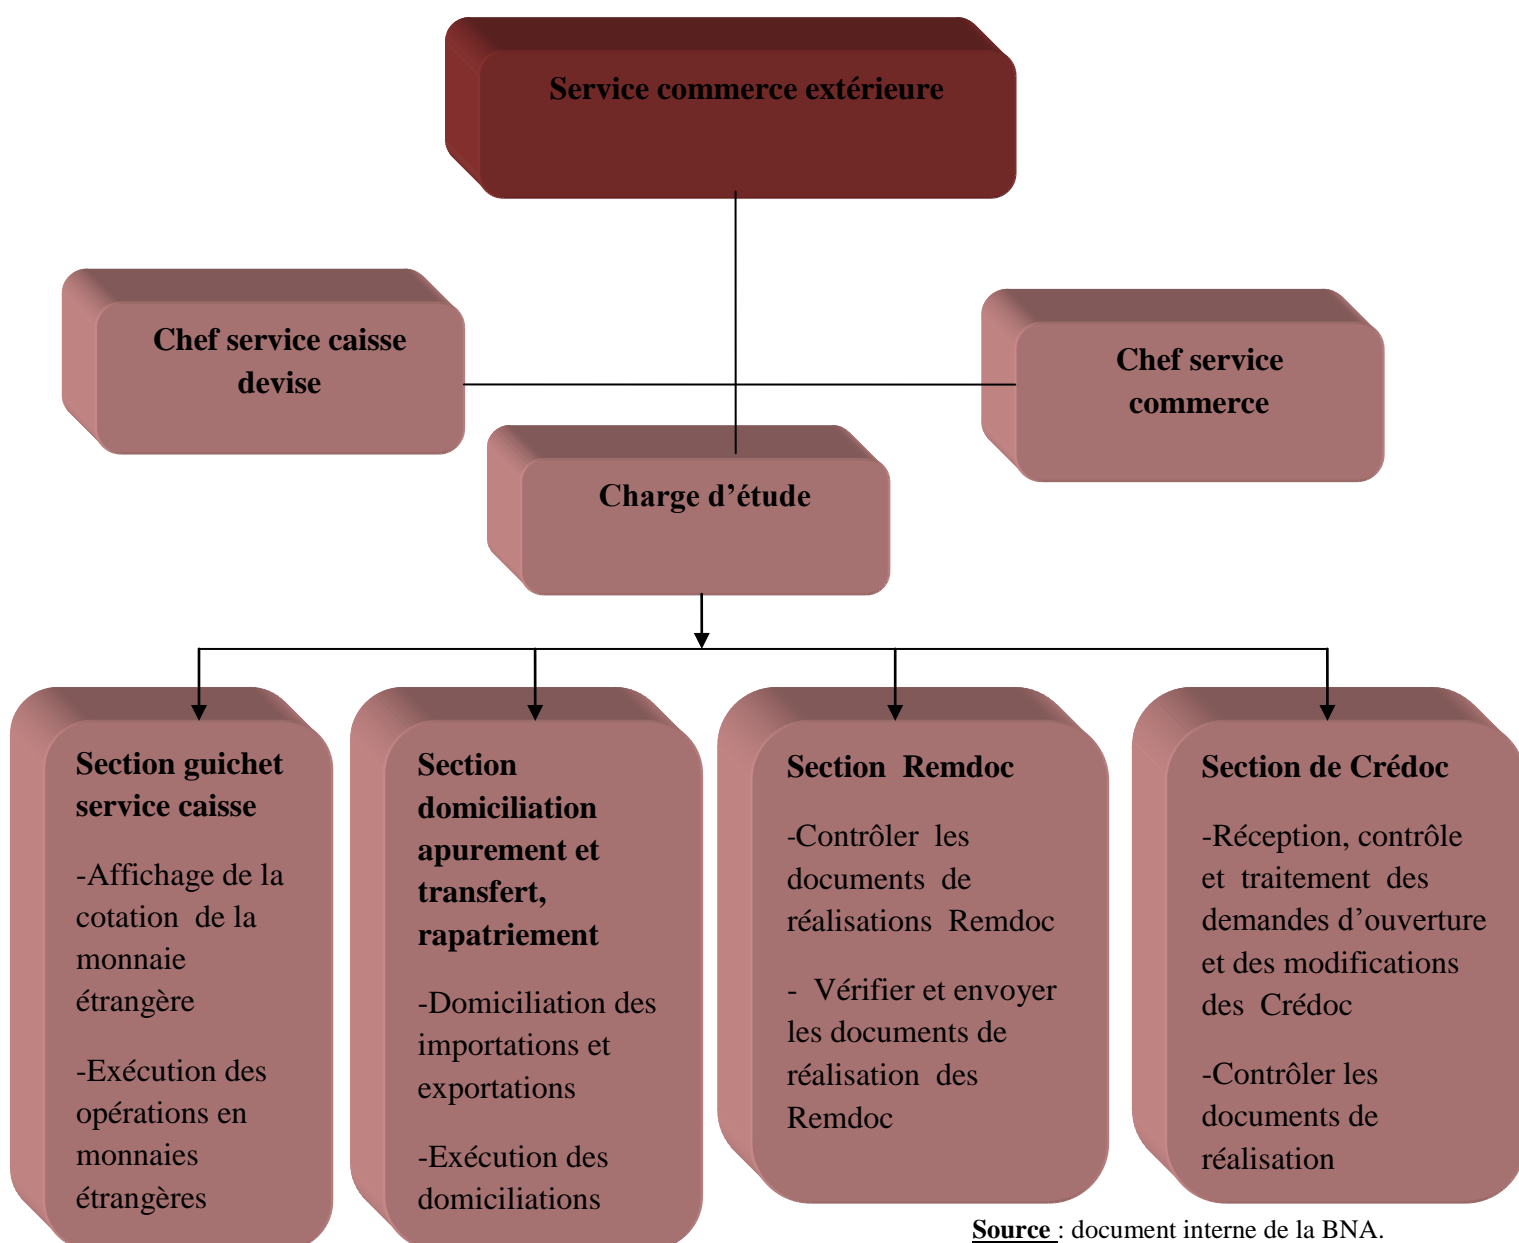 Service commerce extérieure
Chef service caisse
devise
Chef service
commerce
Charge d’étude
Section guichet
service caisse
-Affichage de la
cotation de la
monnaie
étrangère
-Exécution des
opérations en
monnaies
étrangères
Section
domiciliation
apurement et
transfert,
rapatriement
-Domiciliation des
importations et
exportations
-Exécution des
domiciliations
Section Remdoc
-Contrôler les
documents de
réalisations Remdoc
- Vérifier et envoyer
les documents de
réalisation des
Remdoc
Section de Crédoc
-Réception, contrôle
et traitement des
demandes d’ouverture
et des modifications
des Crédoc
-Contrôler les
documents de
réalisation
Source : document interne de la BNA.